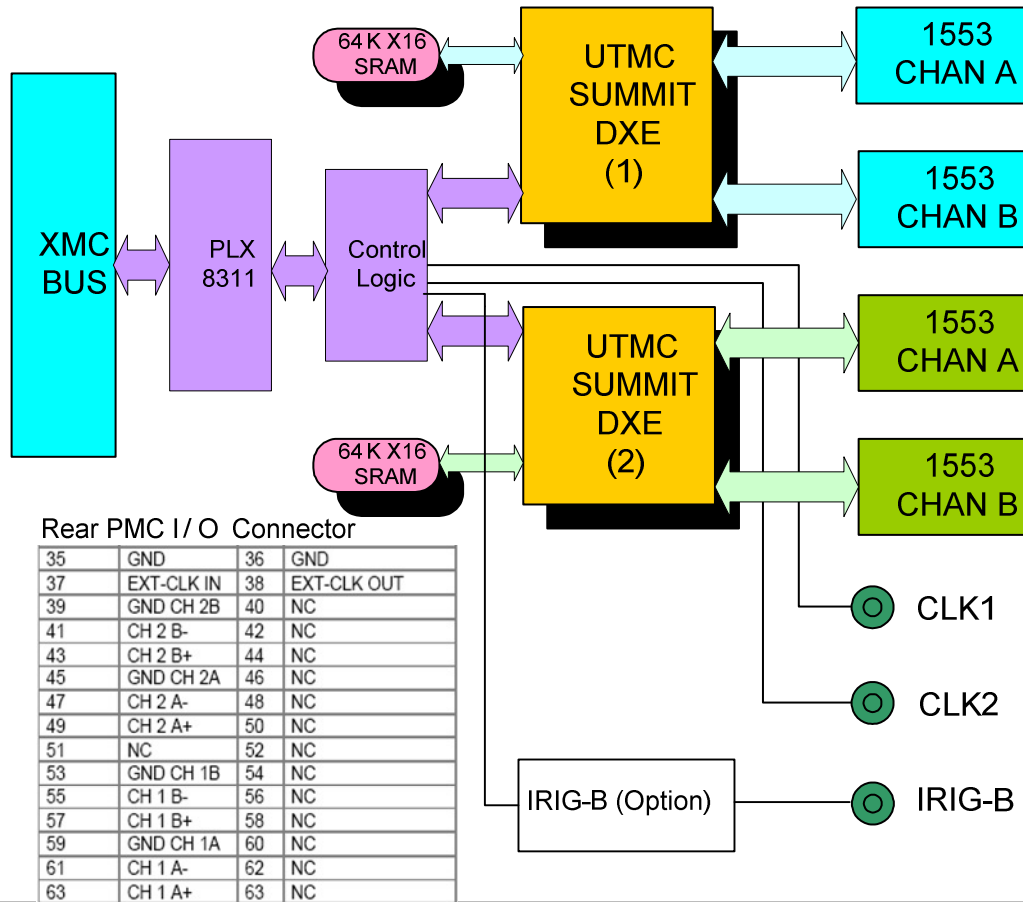 64 K X16
SRAM
UTMC
SUMMIT
DXE
(1)
1553
CHAN A
1553
CHAN B
XMC
BUS
PLX
8311
Control
Logic
UTMC
SUMMIT
DXE
(2)
1553
CHAN A
1553
CHAN B
64 K X16
SRAM
Rear PMC I / O Connector
35 GND 36 GND
37 EXT-CLK IN 38 EXT-CLK OUT
39 GND CH 2B 40 NC
41 CH 2 B- 42 NC
43 CH 2 B+ 44 NC
45 GND CH 2A 46 NC
47 CH 2 A- 48 NC
49 CH 2 A+ 50 NC
51 NC 52 NC
53 GND CH 1B 54 NC
55 CH 1 B- 56 NC
57 CH 1 B+ 58 NC
59 GND CH 1A 60 NC
61 CH 1 A- 62 NC
63 CH 1 A+ 63 NC
CLK1
CLK2
IRIG-B (Option)
IRIG-B